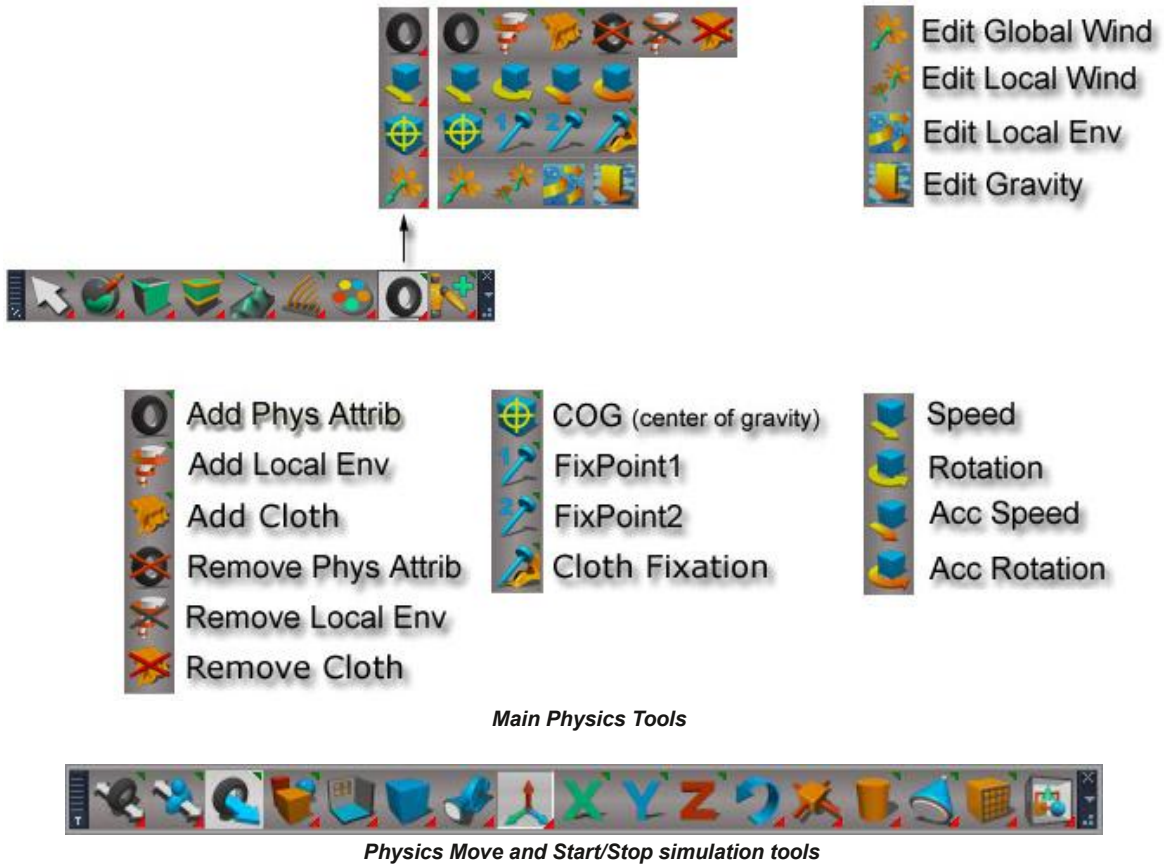 Edit Global Wind
Edit Local Wind
Edit Local Env
Edit Gravity
Add Phys Attrib
Add Local Env
Add Cloth
Remove Phys Attrib
Remove Local Env
Remove Cloth
COG (center of gravity)
FixPoint1
FixPoint2
Cloth Fixation
Speed
Rotation
Acc Speed
Acc Rotation
Main Physics Tools
T
X
Y
Z
Physics Move and Start/Stop simulation tools